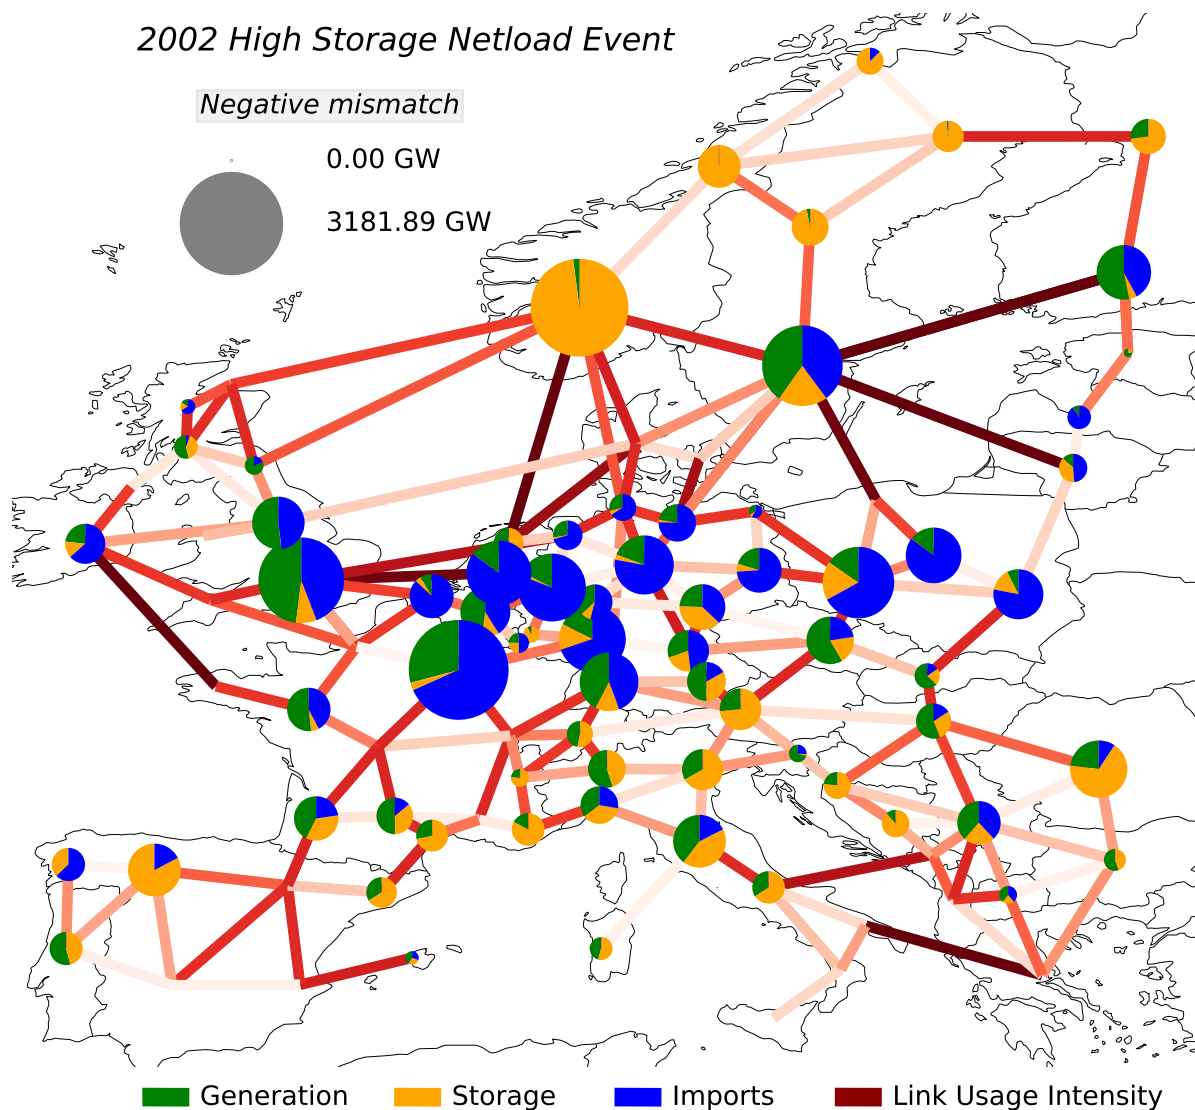 2002 High Storage Netload Event
Negative mismatch
0.00 GW
3181.89 GW
Generation
Storage
Imports
Link Usage Intensity